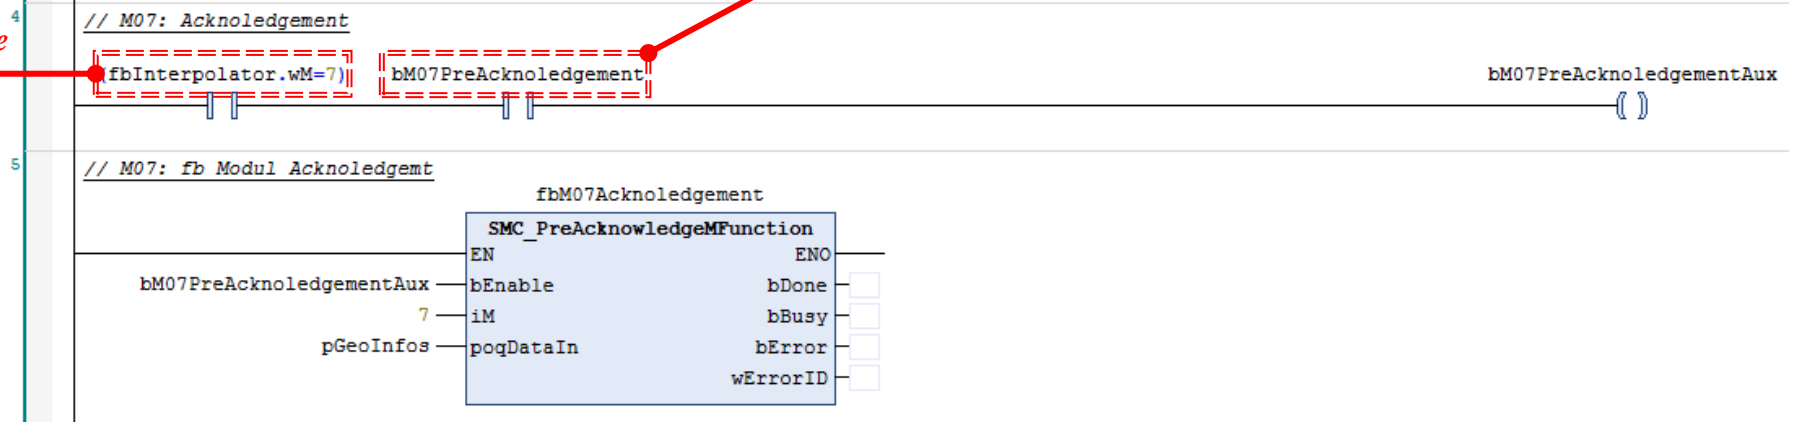 4
// M07: Acknoledgement
e
(fbInterpolator.wM=7) bM07PreAcknoledgement bM07PreAcknoledgementAux
5
// M07: fb Modul Acknoledgemt
fbM07Acknoledgement
SMC_PreAcknowledgeMFunction
EN ENO
bM07PreAcknoledgementAux bEnable bDone
7 iM bBusy
pGeoInfos poqDataIn bError
wErrorID